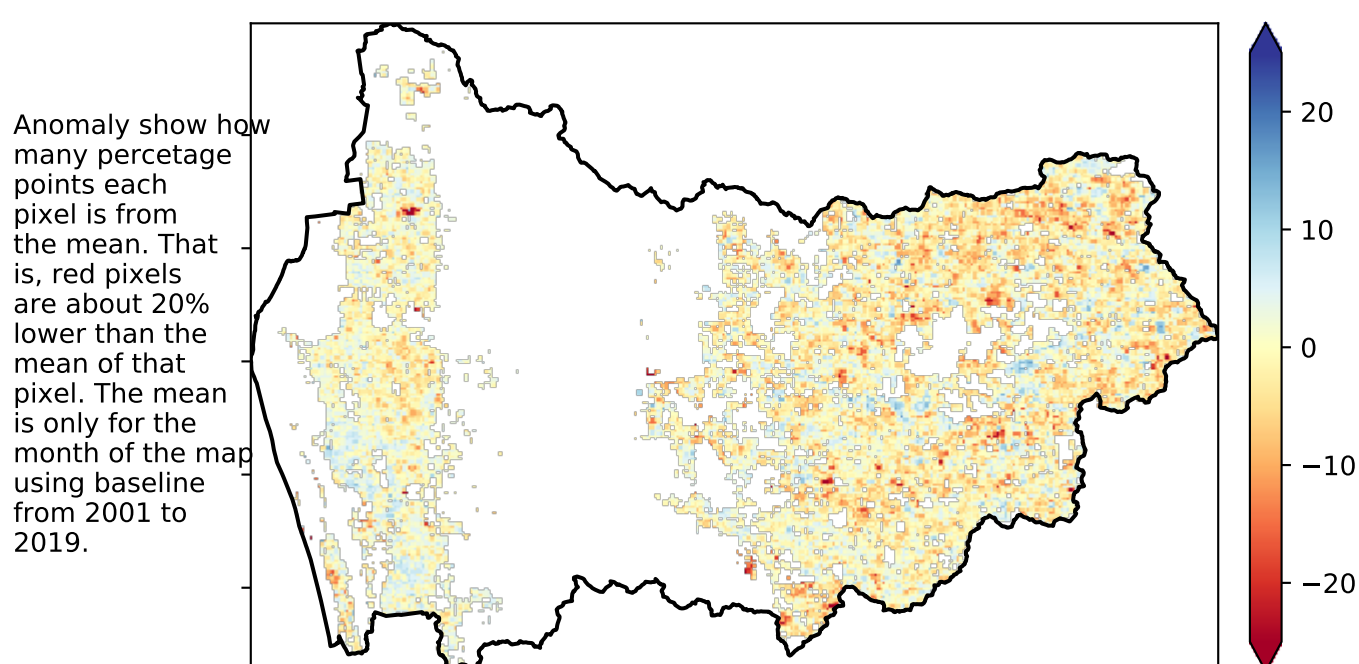 Anomaly show how
many percetage
points each
pixel is from
the mean. That
is, red pixels
are about 20%
lower than the
mean of that
pixel. The mean
is only for the
month of the map
using baseline
from 2001 to
2019.
20
10
0
−10
−20